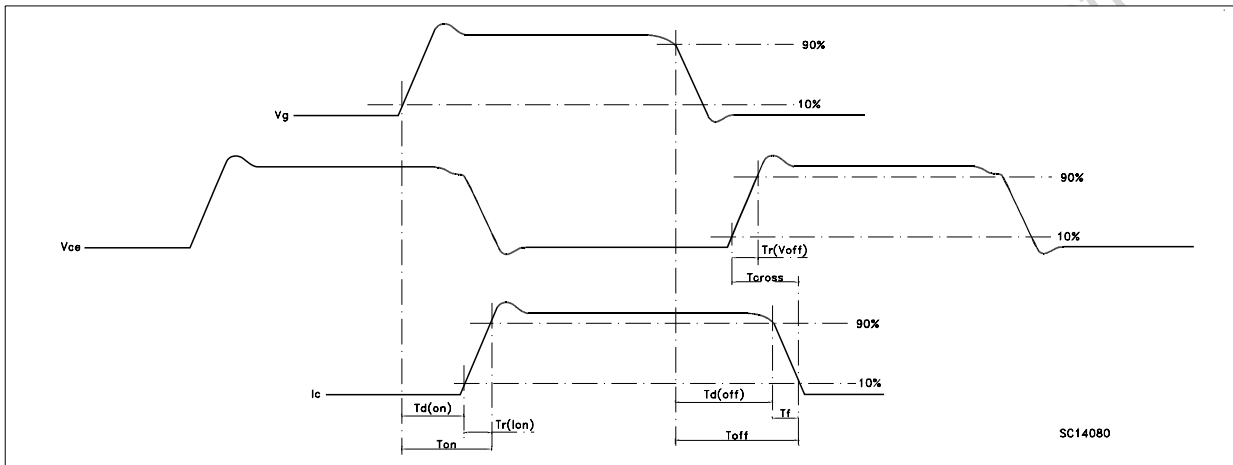 90%
10%
Vg
90%
Vce
10%
Tr(Voff)
Tcross
90%
10%
Ic
Td(on)
Td(off)
Tr(Ion)
Tf
Ton
Toff
SC14080